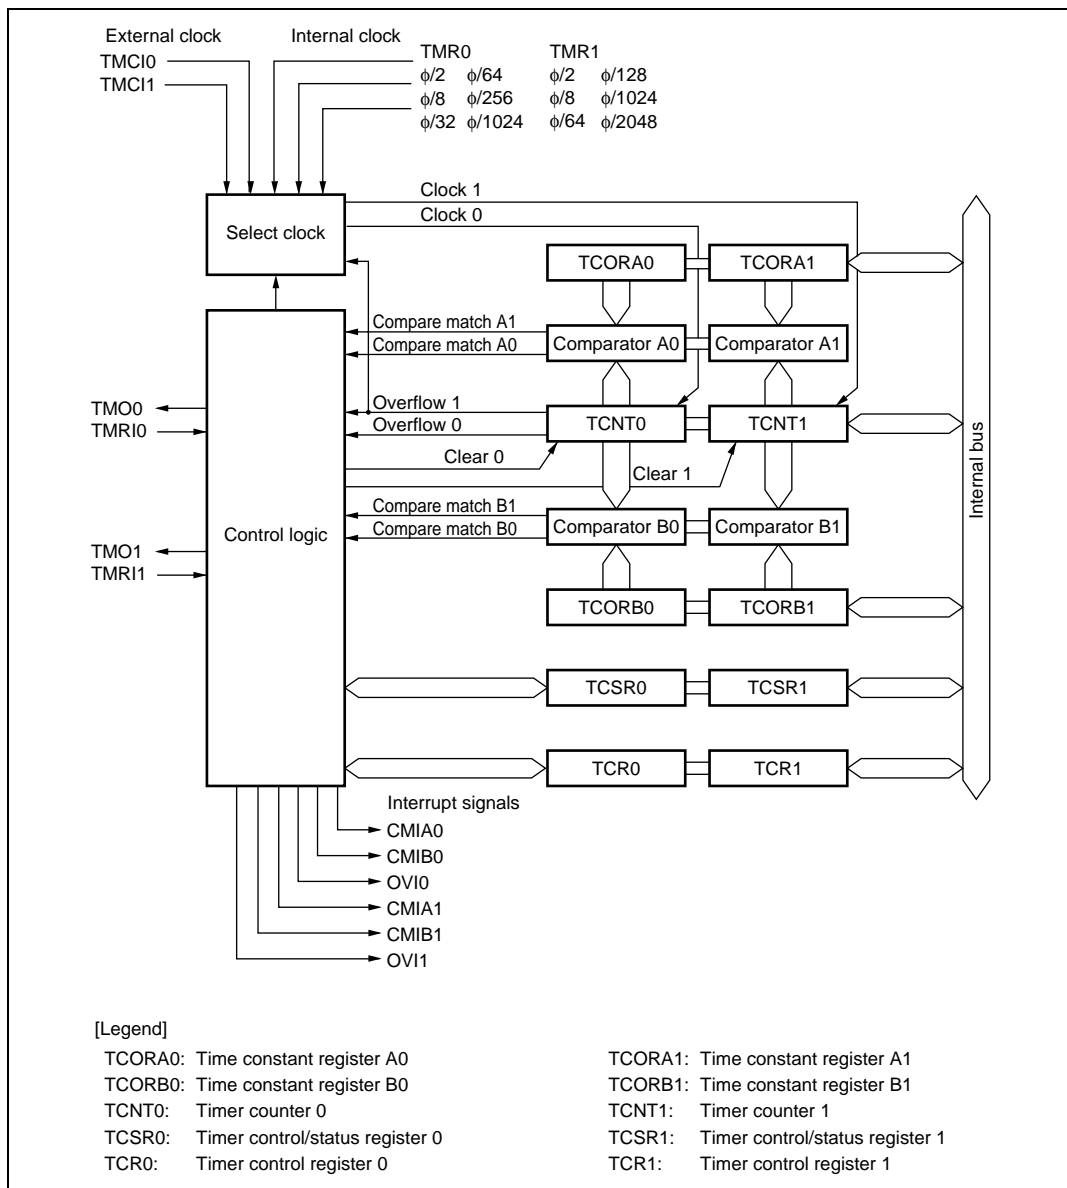 External clock
Internal clock
TMCI0
TMCI1
TMR0
φ/2 φ/64
φ/8 φ/256
φ/32 φ/1024
TMR1
φ/2 φ/128
φ/8 φ/1024
φ/64 φ/2048
Clock 1
Clock 0
Select clock
TCORA0
TCORA1
Compare match A1
Compare match A0
Comparator A0
Comparator A1
TMO0
TMRI0
Overflow 1
Overflow 0
TCNT0
TCNT1
Clear 0
Clear 1
Internal bus
Compare match B1
Compare match B0
Comparator B0
Comparator B1
Control logic
TMO1
TMRI1
TCORB0
TCORB1
TCSR0
TCSR1
TCR0
TCR1
Interrupt signals
CMIA0
CMIB0
OVI0
CMIA1
CMIB1
OVI1
[Legend]
TCORA0: Time constant register A0
TCORB0: Time constant register B0
TCNT0: Timer counter 0
TCSR0: Timer control/status register 0
TCR0: Timer control register 0
TCORA1: Time constant register A1
TCORB1: Time constant register B1
TCNT1: Timer counter 1
TCSR1: Timer control/status register 1
TCR1: Timer control register 1